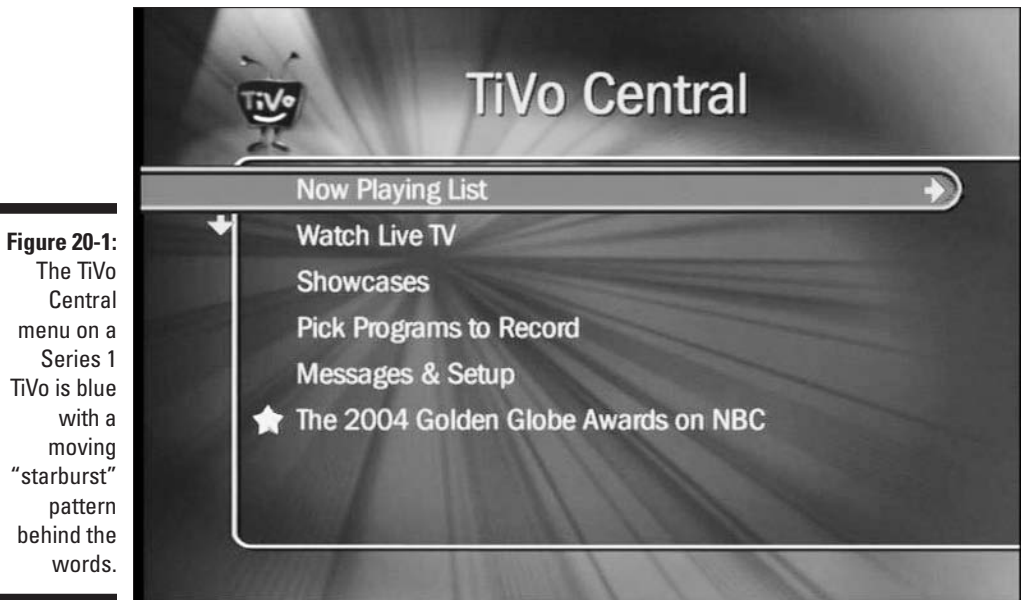 TiVo
TiVo Central
Now Playing List
Watch Live TV
Showcases
Pick Programs to Record
Messages & Setup
The 2004 Golden Globe Awards on NBC
Figure 20-1:
The TiVo
Central
menu on a
Series 1
TiVo is blue
with a
moving
“starburst”
pattern
behind the
words.